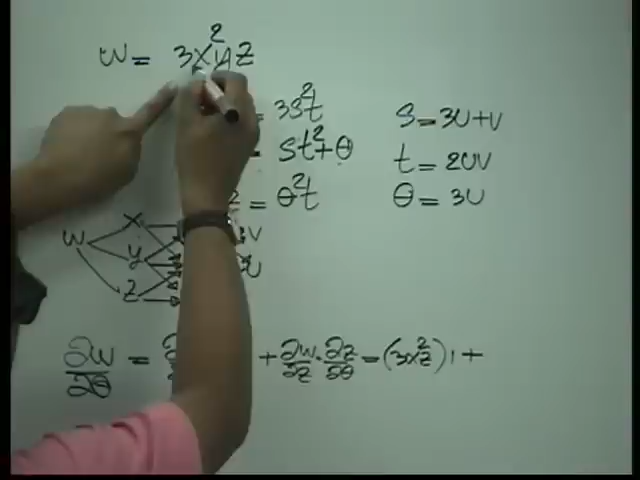 w = 3x²yz
= 3s²t
s = 3u+v
= st²+θ
t = 2uv
= θ²t
θ = 3u
w
x
y
z
∂w/∂θ = + ∂w/∂z · ∂z/∂θ = (3x²z) 1 +